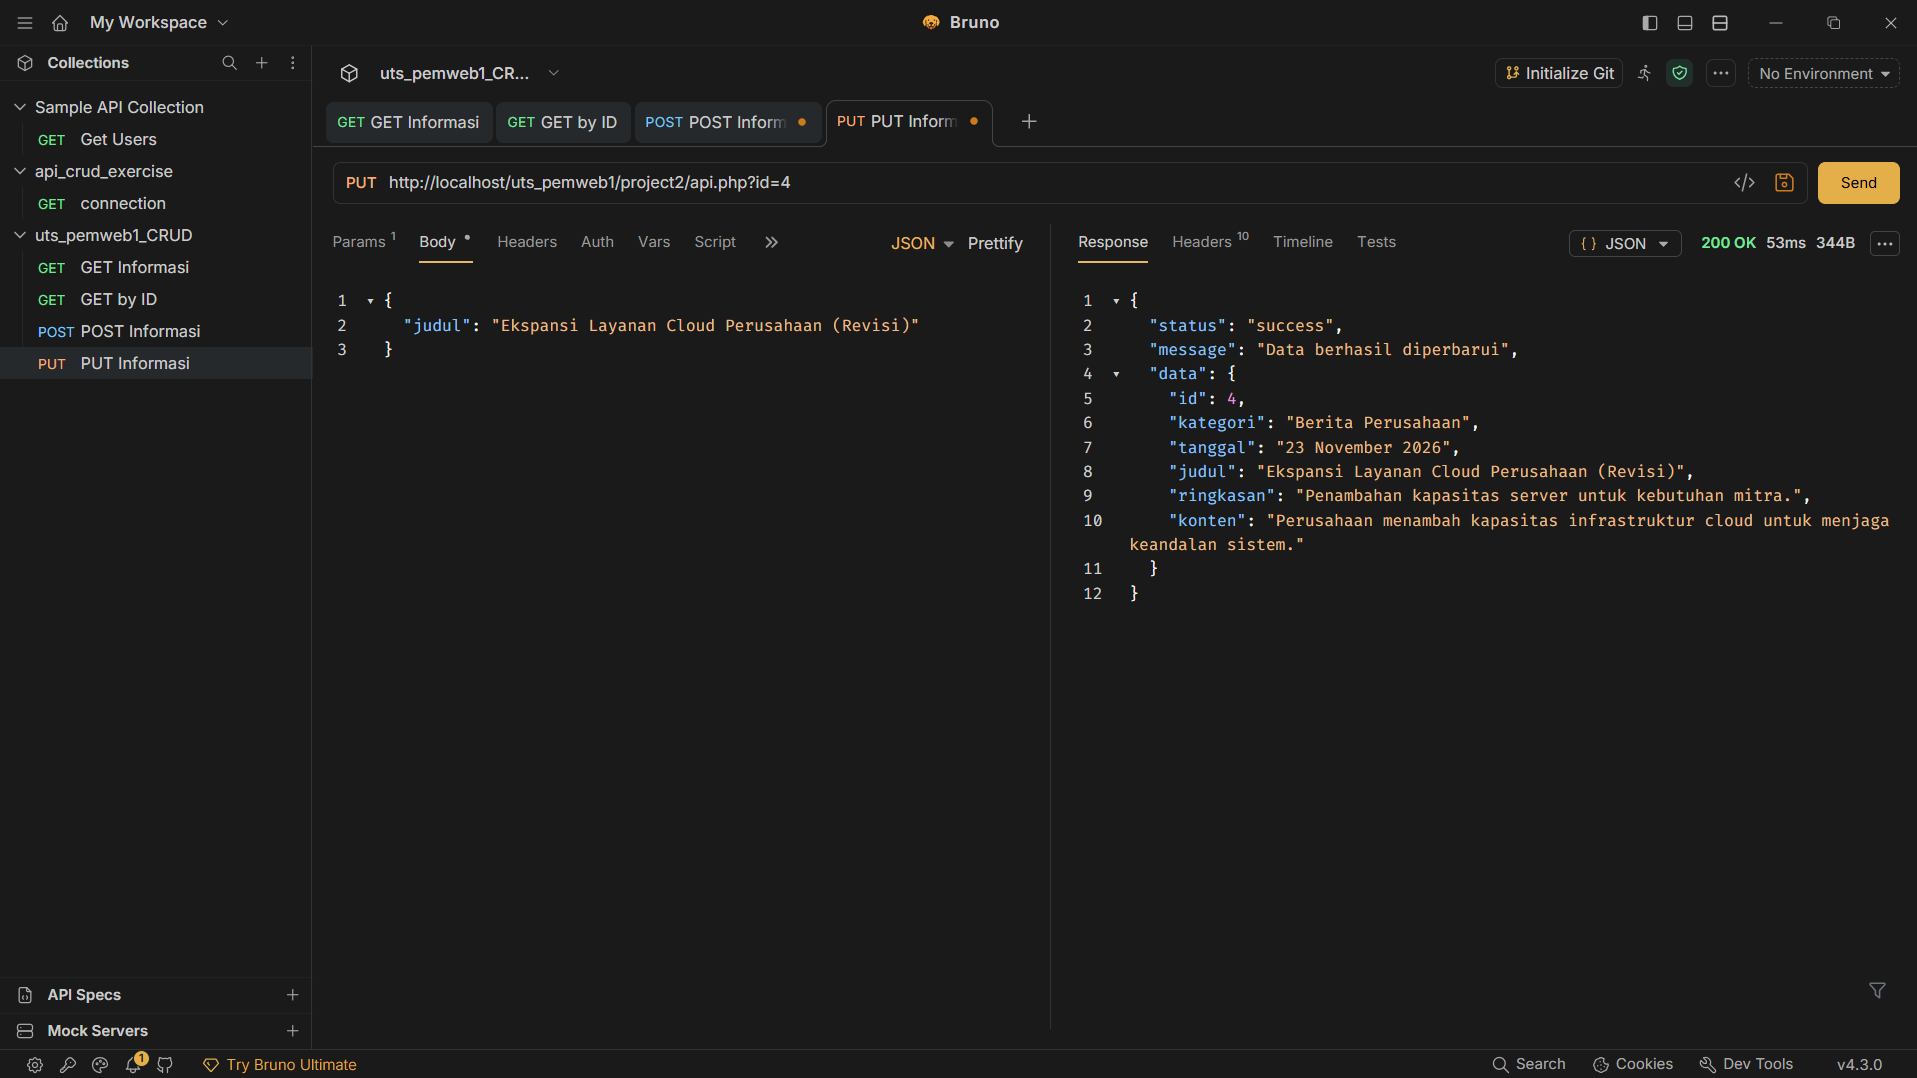 My Workspace
Bruno
Collections
Sample API Collection
GET Get Users
api_crud_exercise
GET connection
uts_pemweb1_CRUD
GET GET Informasi
GET GET by ID
POST POST Informasi
PUT PUT Informasi
API Specs
Mock Servers
uts_pemweb1_CR...
Initialize Git
No Environment
GET GET Informasi
GET GET by ID
POST POST Inform
PUT PUT Inform
PUT http://localhost/uts_pemweb1/project2/api.php?id=4
</>
Send
Params 1 Body Headers Auth Vars Script
JSON Prettify
1 {
2 "judul": "Ekspansi Layanan Cloud Perusahaan (Revisi)"
3 }
Response Headers 10 Timeline Tests
{ } JSON
200 OK 53ms 344B
1 {
2 "status": "success",
3 "message": "Data berhasil diperbarui",
4 "data": {
5 "id": 4,
6 "kategori": "Berita Perusahaan",
7 "tanggal": "23 November 2026",
8 "judul": "Ekspansi Layanan Cloud Perusahaan (Revisi)",
9 "ringkasan": "Penambahan kapasitas server untuk kebutuhan mitra.",
10 "konten": "Perusahaan menambah kapasitas infrastruktur cloud untuk menjaga
keandalan sistem."
11 }
12 }
1
Try Bruno Ultimate
Search
Cookies
Dev Tools
v4.3.0